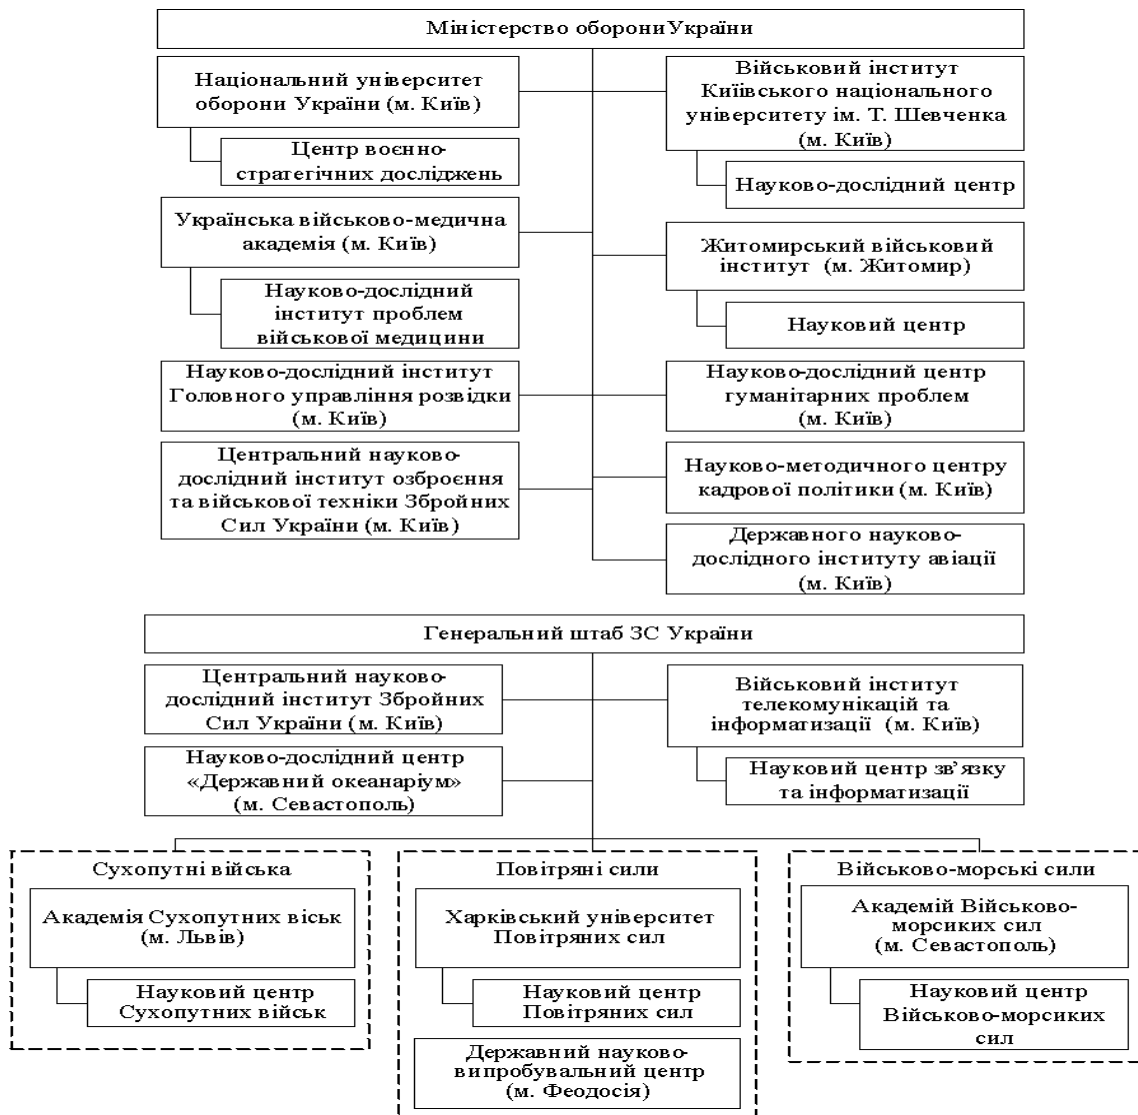 Міністерство оборони України
Національний університет
оборони України (м. Київ)
Центр воєнно-
стратегічних досліджень
Українська військово-медична
академія (м. Київ)
Науково-дослідний
інститут проблем
військової медицини
Науково-дослідний інститут
Головного управління розвідки
(м. Київ)
Центральний науково-
дослідний інститут озброєння
та військової техніки Збройних
Сил України (м. Київ)
Військовий інститут
Київського національного
університету ім. Т. Шевченка
(м. Київ)
Науково-дослідний центр
Житомирський військовий
інститут (м. Житомир)
Науковий центр
Науково-дослідний центр
гуманітарних проблем
(м. Київ)
Науково-методичного центру
кадрової політики (м. Київ)
Державного науково-
дослідного інституту авіації
(м. Київ)
Генеральний штаб ЗС України
Центральний науково-
дослідний інститут Збройних
Сил України (м. Київ)
Науково-дослідний центр
«Державний океанаріум»
(м. Севастополь)
Військовий інститут
телекомунікацій та
інформатизації (м. Київ)
Науковий центр зв’язку
та інформатизації
Сухопутні війська
Академія Сухопутних віськ
(м. Львів)
Науковий центр
Сухопутних військ
Повітряні сили
Харківський університет
Повітряних сил
Науковий центр
Повітряних сил
Державний науково-
випробувальний центр
(м. Феодосія)
Військово-морські сили
Академій Військово-
морсиких сил
(м. Севастополь)
Науковий центр
Військово-морсиких
сил